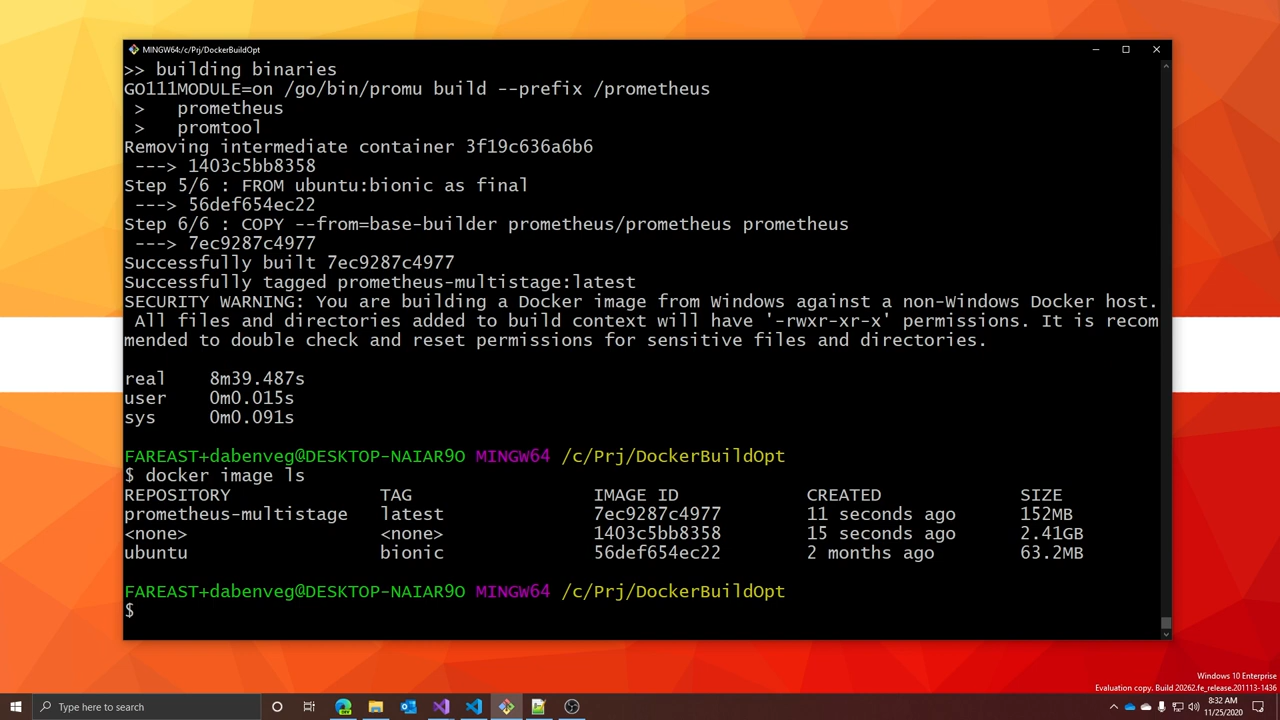 MINGW64:/c/Prj/DockerBuildOpt
>> building binaries
GO111MODULE=on /go/bin/promu build --prefix /prometheus
 >   prometheus
 >   promtool
Removing intermediate container 3f19c636a6b6
 ---> 1403c5bb8358
Step 5/6 : FROM ubuntu:bionic as final
 ---> 56def654ec22
Step 6/6 : COPY --from=base-builder prometheus/prometheus prometheus
 ---> 7ec9287c4977
Successfully built 7ec9287c4977
Successfully tagged prometheus-multistage:latest
SECURITY WARNING: You are building a Docker image from Windows against a non-Windows Docker host.
 All files and directories added to build context will have '-rwxr-xr-x' permissions. It is recom
mended to double check and reset permissions for sensitive files and directories.
real    8m39.487s
user    0m0.015s
sys     0m0.091s
FAREAST+dabenveg@DESKTOP-NAIAR9O MINGW64 /c/Prj/DockerBuildOpt
$ docker image ls
REPOSITORY              TAG                 IMAGE ID            CREATED             SIZE
prometheus-multistage   latest              7ec9287c4977        11 seconds ago      152MB
<none>                  <none>              1403c5bb8358        15 seconds ago      2.41GB
ubuntu                  bionic              56def654ec22        2 months ago        63.2MB
FAREAST+dabenveg@DESKTOP-NAIAR9O MINGW64 /c/Prj/DockerBuildOpt
$
Windows 10 Enterprise
Evaluation copy. Build 20262.fe_release.201113-1436
Type here to search
8:32 AM
11/25/2020